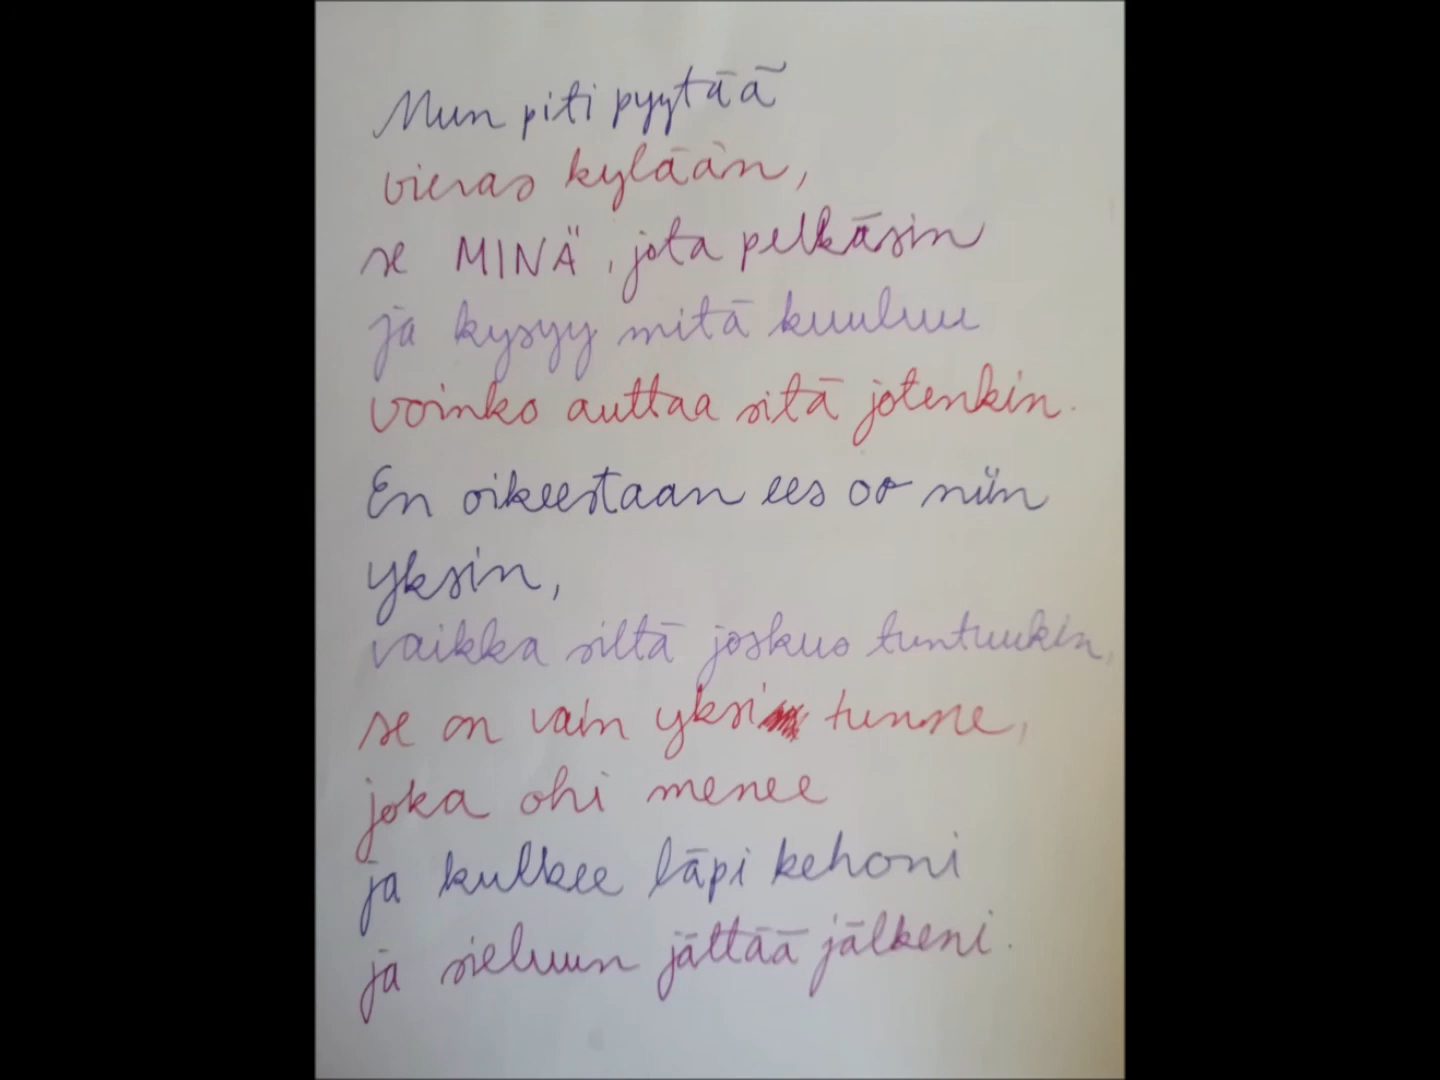 Mun piti pyytää
vieras kylään,
se MINÄ, jota pelkäsin
ja kysyy mitä kuuluu
voinko auttaa sitä jotenkin.
En oikeestaan ees oo niin
yksin,
vaikka siltä joskus tuntuukin,
se on vain yksi tunne,
joka ohi menee
ja kulkee läpi kehoni
ja sieluun jättää jälkeni.